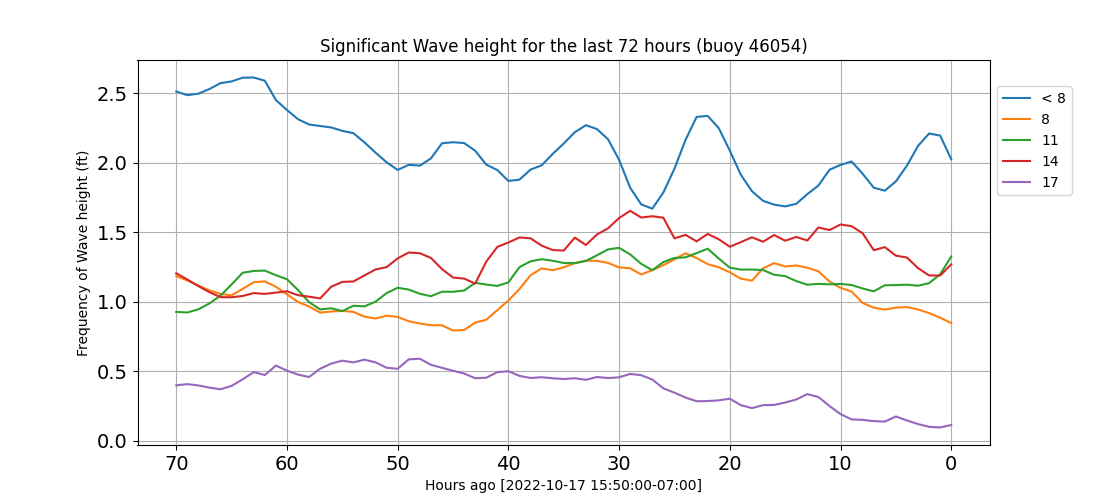 Significant Wave height for the last 72 hours (buoy 46054)
Frequency of Wave height (ft)
2.5
2.0
1.5
1.0
0.5
0.0
70 60 50 40 30 20 10 0
Hours ago [2022-10-17 15:50:00-07:00]
< 8
8
11
14
17